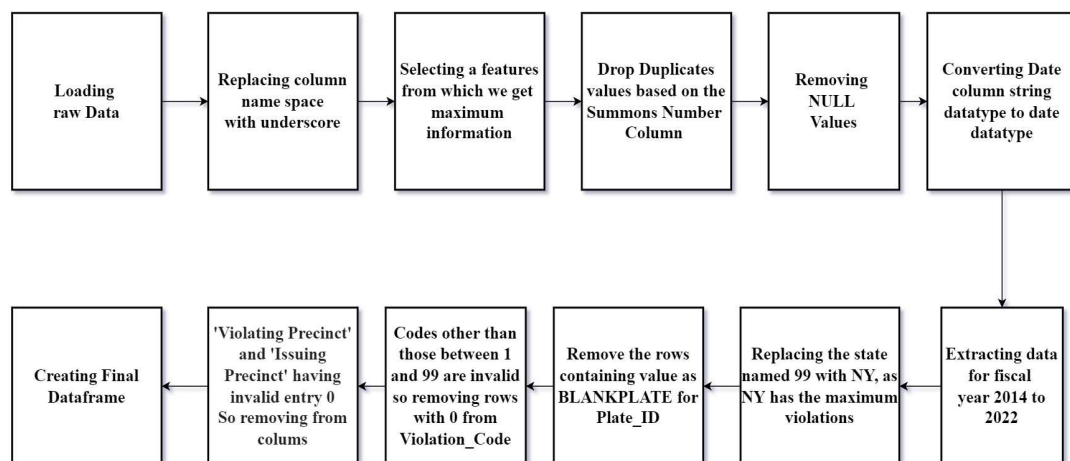 Loading
raw Data
Replacing column
name space
with underscore
Selecting a features
from which we get
maximum
information
Drop Duplicates
values based on the
Summons Number
Column
Removing
NULL
Values
Converting Date
column string
datatype to date
datatype
Extracting data
for fiscal
year 2014 to
2022
Replacing the state
named 99 with NY, as
NY has the maximum
violations
Remove the rows
containing value as
BLANKPLATE for
Plate_ID
Codes other than
those between 1
and 99 are invalid
so removing rows
with 0 from
Violation_Code
'Violating Precinct'
and 'Issuing
Precinct' having
invalid entry 0
So removing from
colums
Creating Final
Dataframe